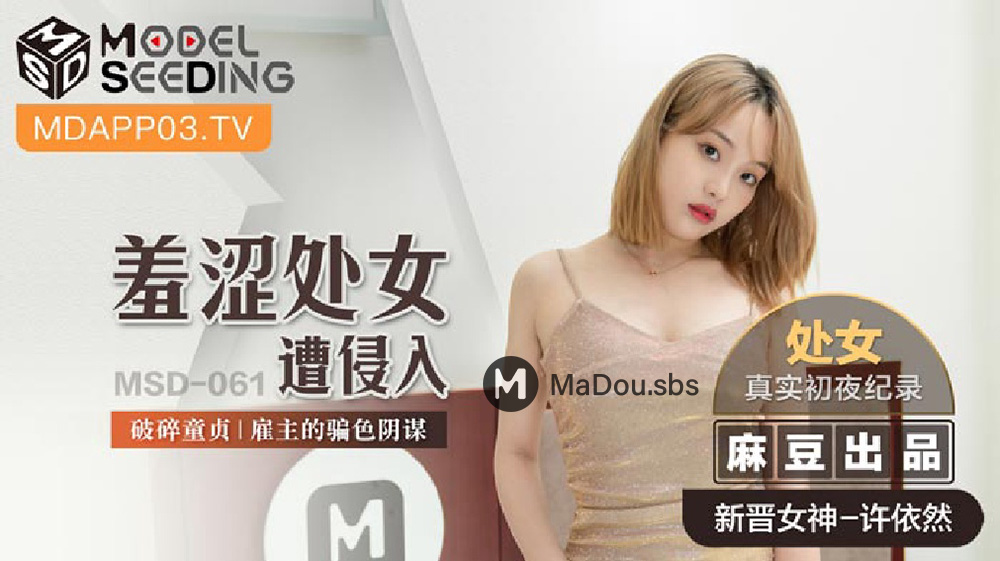 MSD
MODEL
SEEDING
MDAPP03.TV
羞涩处女
MSD-061 遭侵入
破碎童贞|雇主的骗色阴谋
M
M MaDou.sbs
处女
真实初夜纪录
麻豆出品
新晋女神-许依然